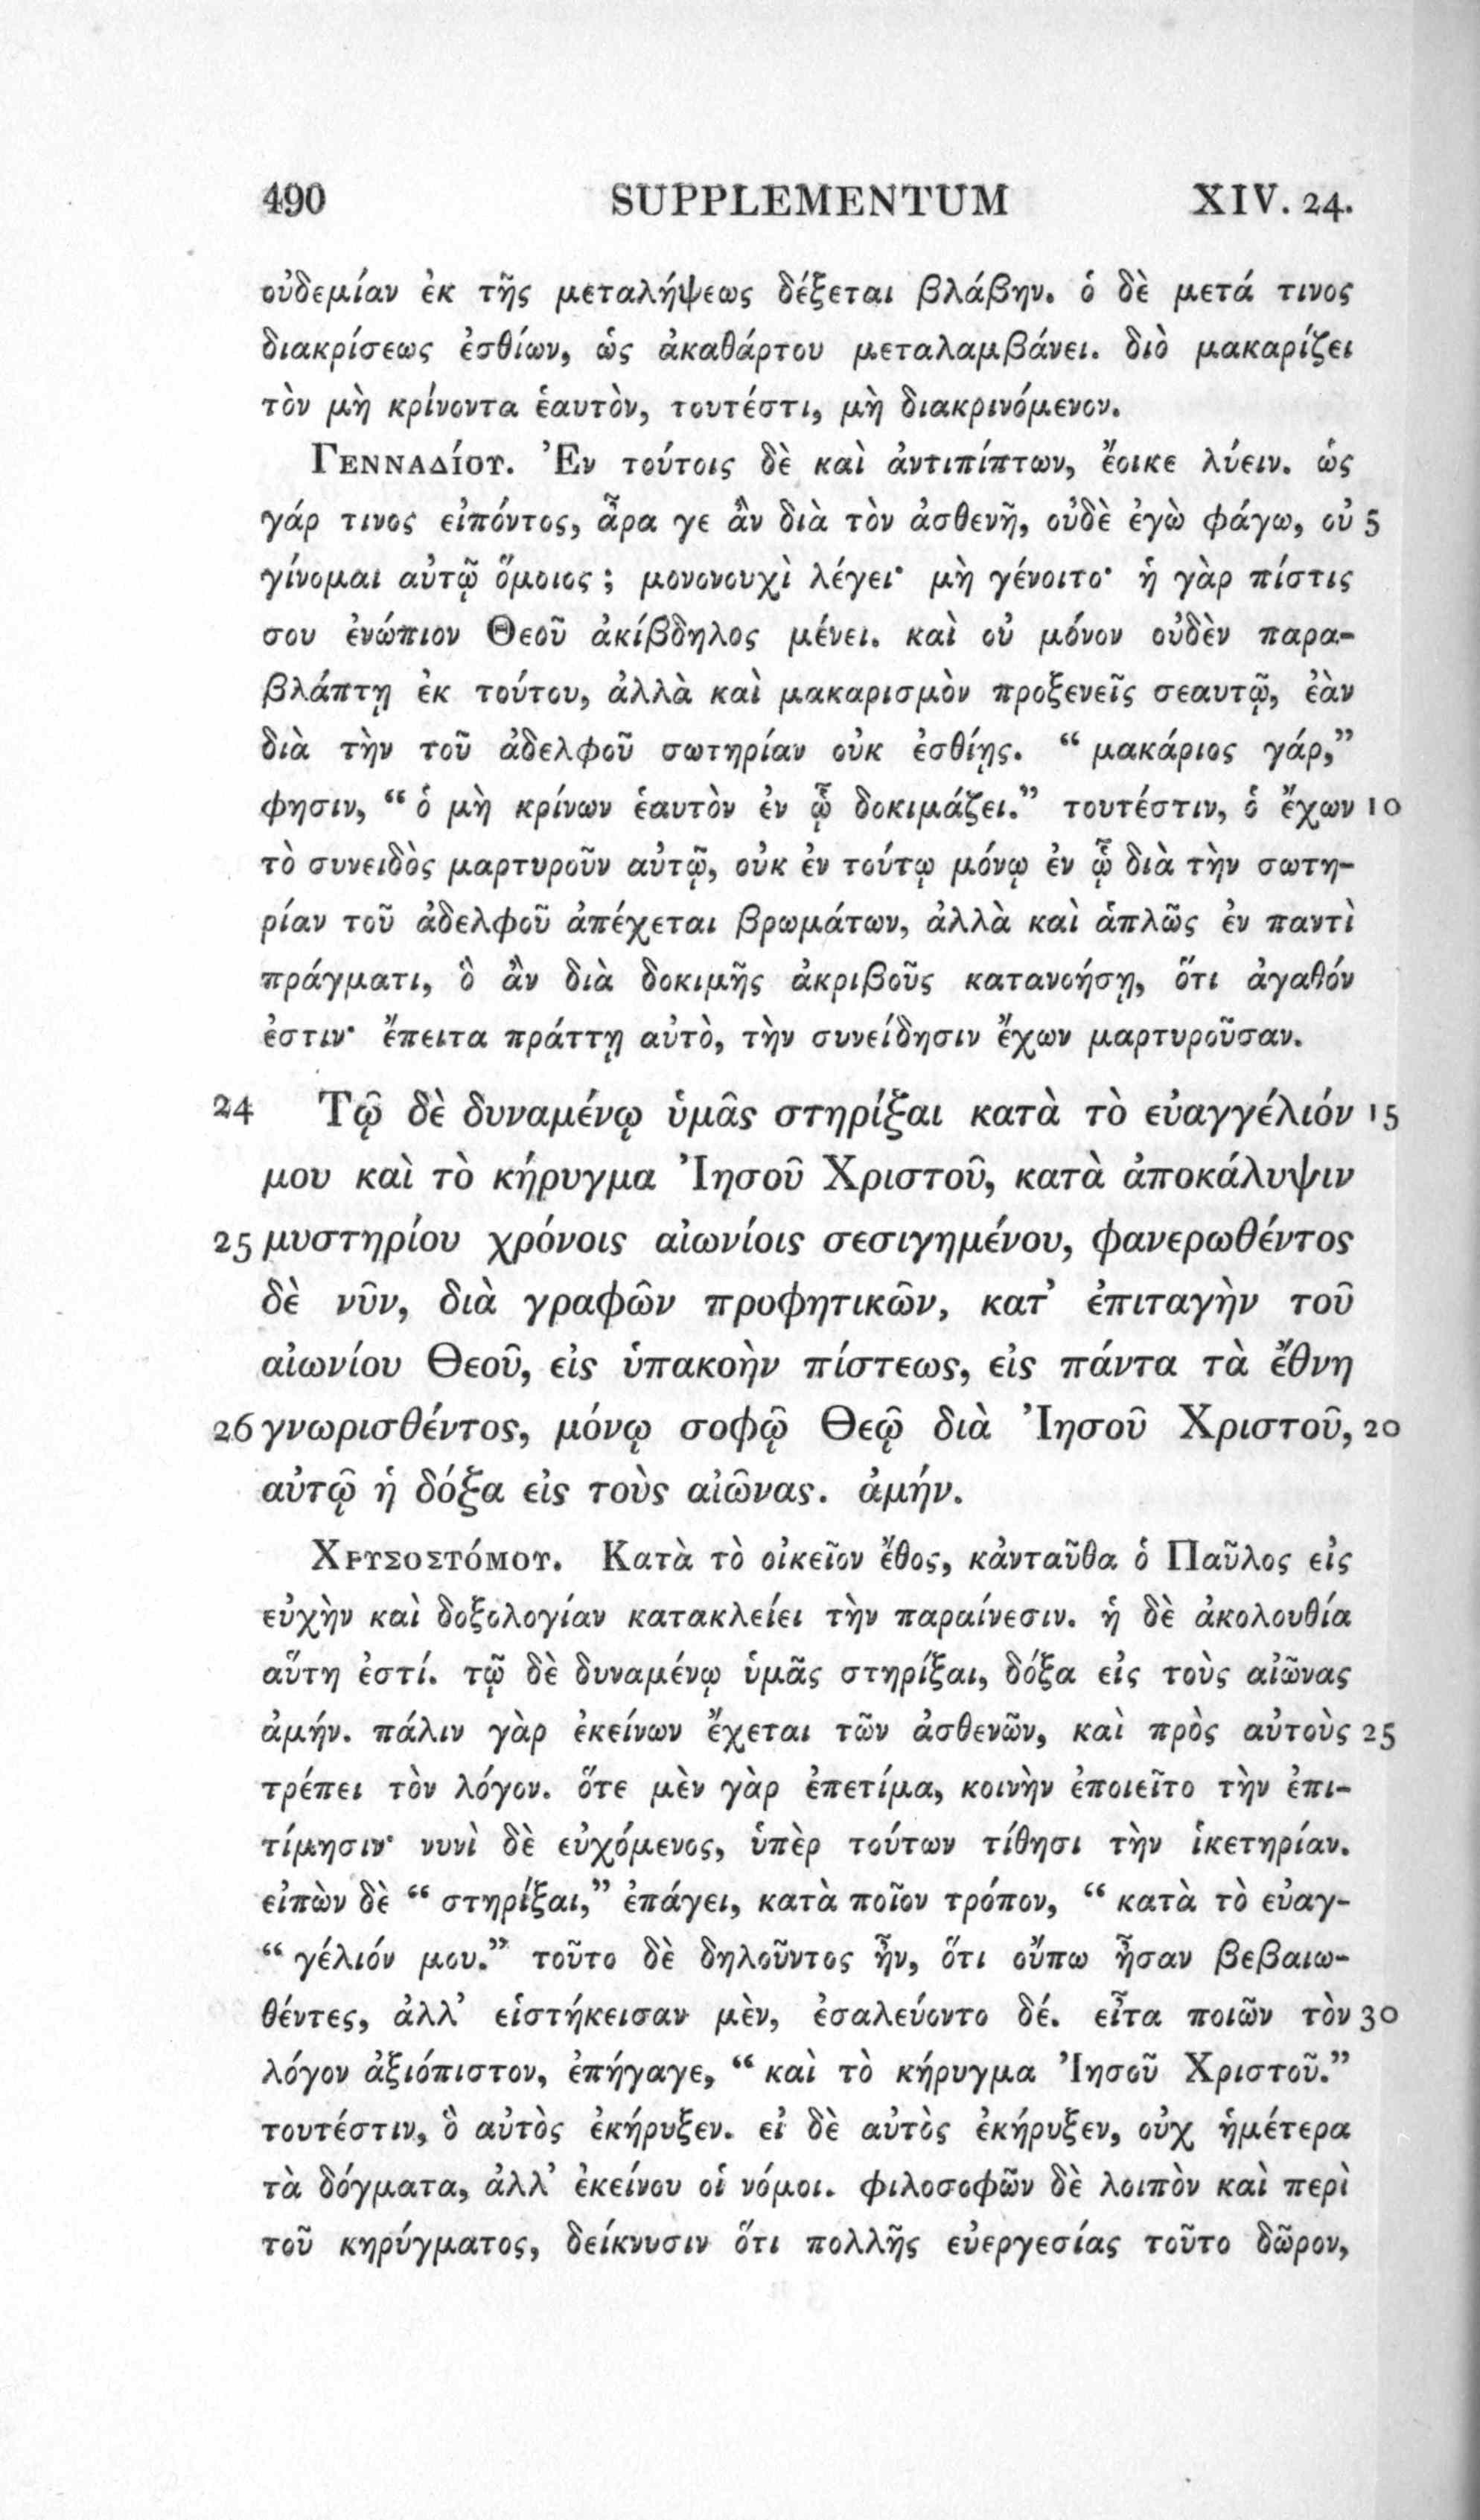 490 SUPPLEMENTUM XIV. 24.
οὐδεμίαν ἐκ τῆς μεταλήψεως δέξεται βλάβην. ὁ δὲ μετά τινος
διακρίσεως ἐσθίων, ὡς ἀκαθάρτου μεταλαμβάνει. διὸ μακαρίζει
τὸν μὴ κρίνοντα ἑαυτὸν, τουτέστι, μὴ διακρινόμενον.
Γενναδίου. Ἐν τούτοις δὲ καὶ ἀντιπίπτων, ἔοικε λύειν. ὡς
γάρ τινος εἰπόντος, ἆρα γε ἂν διὰ τὸν ἀσθενῆ, οὐδὲ ἐγὼ φάγω, οὐ 5
γίνομαι αὐτῷ ὅμοιος ; μονονουχὶ λέγει· μὴ γένοιτο· ἡ γὰρ πίστις
σου ἐνώπιον Θεοῦ ἀκίβδηλος μένει. καὶ οὐ μόνον οὐδὲν παρα-
βλάπτῃ ἐκ τούτου, ἀλλὰ καὶ μακαρισμὸν προξενεῖς σεαυτῷ, ἐὰν
διὰ τὴν τοῦ ἀδελφοῦ σωτηρίαν οὐκ ἐσθίῃς. “ μακάριος γάρ,”
φησιν, “ ὁ μὴ κρίνων ἑαυτὸν ἐν ᾧ δοκιμάζει.” τουτέστιν, ὁ ἔχων 10
τὸ συνειδὸς μαρτυροῦν αὐτῷ, οὐκ ἐν τούτῳ μόνῳ ἐν ᾧ διὰ τὴν σωτη-
ρίαν τοῦ ἀδελφοῦ ἀπέχεται βρωμάτων, ἀλλὰ καὶ ἁπλῶς ἐν παντὶ
πράγματι, ὃ ἂν διὰ δοκιμῆς ἀκριβοῦς κατανοήσῃ, ὅτι ἀγαθόν
ἐστιν· ἔπειτα πράττῃ αὐτὸ, τὴν συνείδησιν ἔχων μαρτυροῦσαν.
24 Τῷ δὲ δυναμένῳ ὑμᾶς στηρίξαι κατὰ τὸ εὐαγγέλιόν 15
μου καὶ τὸ κήρυγμα Ἰησοῦ Χριστοῦ, κατὰ ἀποκάλυψιν
25 μυστηρίου χρόνοις αἰωνίοις σεσιγημένου, φανερωθέντος
δὲ νῦν, διὰ γραφῶν προφητικῶν, κατ’ ἐπιταγὴν τοῦ
αἰωνίου Θεοῦ, εἰς ὑπακοὴν πίστεως, εἰς πάντα τὰ ἔθνη
26 γνωρισθέντος, μόνῳ σοφῷ Θεῷ διὰ Ἰησοῦ Χριστοῦ, 20
αὐτῷ ἡ δόξα εἰς τοὺς αἰῶνας. ἀμήν.
Χρυσοστόμου. Κατὰ τὸ οἰκεῖον ἔθος, κἀνταῦθα ὁ Παῦλος εἰς
εὐχὴν καὶ δοξολογίαν κατακλείει τὴν παραίνεσιν. ἡ δὲ ἀκολουθία
αὕτη ἐστί. τῷ δὲ δυναμένῳ ὑμᾶς στηρίξαι, δόξα εἰς τοὺς αἰῶνας
ἀμήν. πάλιν γὰρ ἐκείνων ἔχεται τῶν ἀσθενῶν, καὶ πρὸς αὐτοὺς 25
τρέπει τὸν λόγον. ὅτε μὲν γὰρ ἐπετίμα, κοινὴν ἐποιεῖτο τὴν ἐπι-
τίμησιν· νυνὶ δὲ εὐχόμενος, ὑπὲρ τούτων τίθησι τὴν ἱκετηρίαν.
εἰπὼν δὲ “ στηρίξαι,” ἐπάγει, κατὰ ποῖον τρόπον, “ κατὰ τὸ εὐαγ-
“ γέλιόν μου.” τοῦτο δὲ δηλοῦντος ἦν, ὅτι οὔπω ἦσαν βεβαιω-
θέντες, ἀλλ’ εἱστήκεισαν μὲν, ἐσαλεύοντο δέ. εἶτα ποιῶν τὸν 30
λόγον ἀξιόπιστον, ἐπήγαγε, “ καὶ τὸ κήρυγμα Ἰησοῦ Χριστοῦ.”
τουτέστιν, ὃ αὐτὸς ἐκήρυξεν. εἰ δὲ αὐτὸς ἐκήρυξεν, οὐχ ἡμέτερα
τὰ δόγματα, ἀλλ’ ἐκείνου οἱ νόμοι. φιλοσοφῶν δὲ λοιπὸν καὶ περὶ
τοῦ κηρύγματος, δείκνυσιν ὅτι πολλῆς εὐεργεσίας τοῦτο δῶρον,